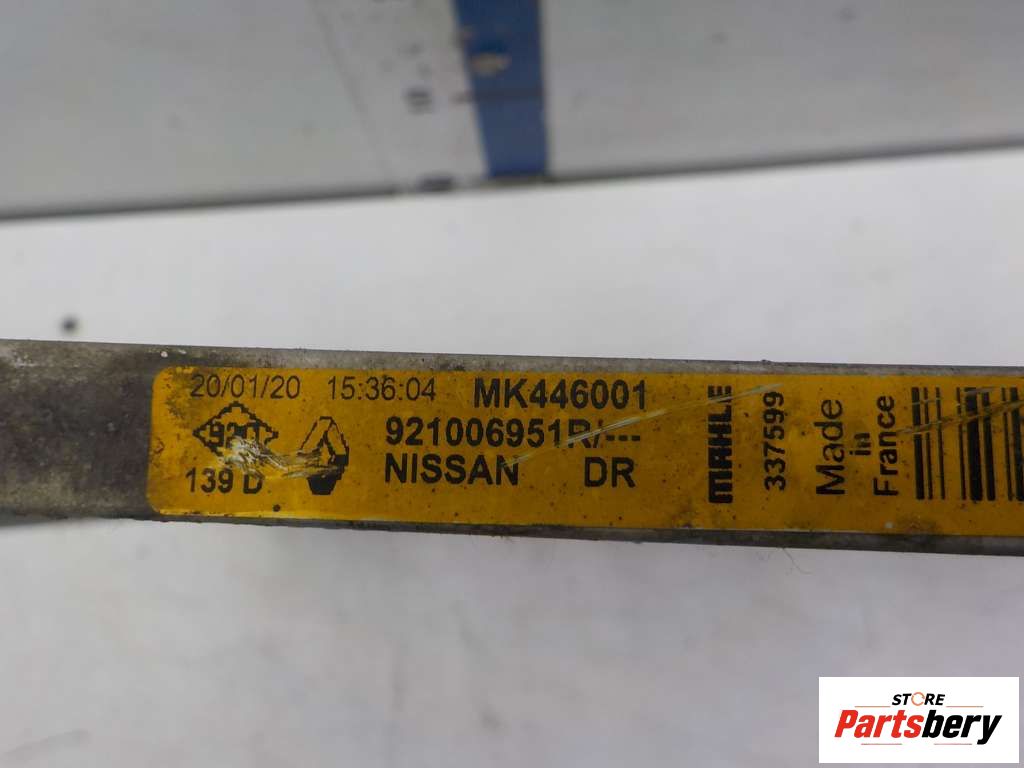 20/01/20 15:36:04 MK446001
921006951R/---
139 D NISSAN DR
MAHLE
337599
Made
in
France
STORE
Partsbery